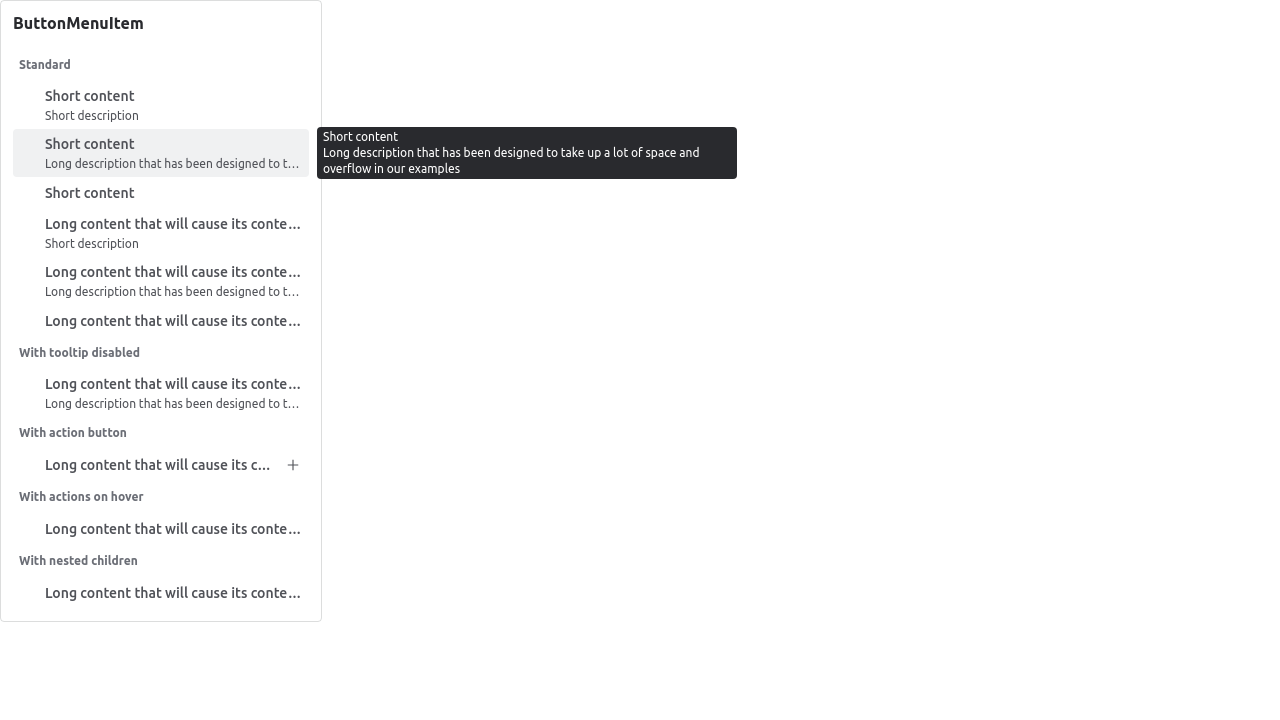 ButtonMenuItem
Standard
Short content
Short description
Short content
Long description that has been designed to t…
Short content
Long description that has been designed to take up a lot of space and
overflow in our examples
Short content
Long content that will cause its conte…
Short description
Long content that will cause its conte…
Long description that has been designed to t…
Long content that will cause its conte…
With tooltip disabled
Long content that will cause its conte…
Long description that has been designed to t…
With action button
Long content that will cause its c…
With actions on hover
Long content that will cause its conte…
With nested children
Long content that will cause its conte…